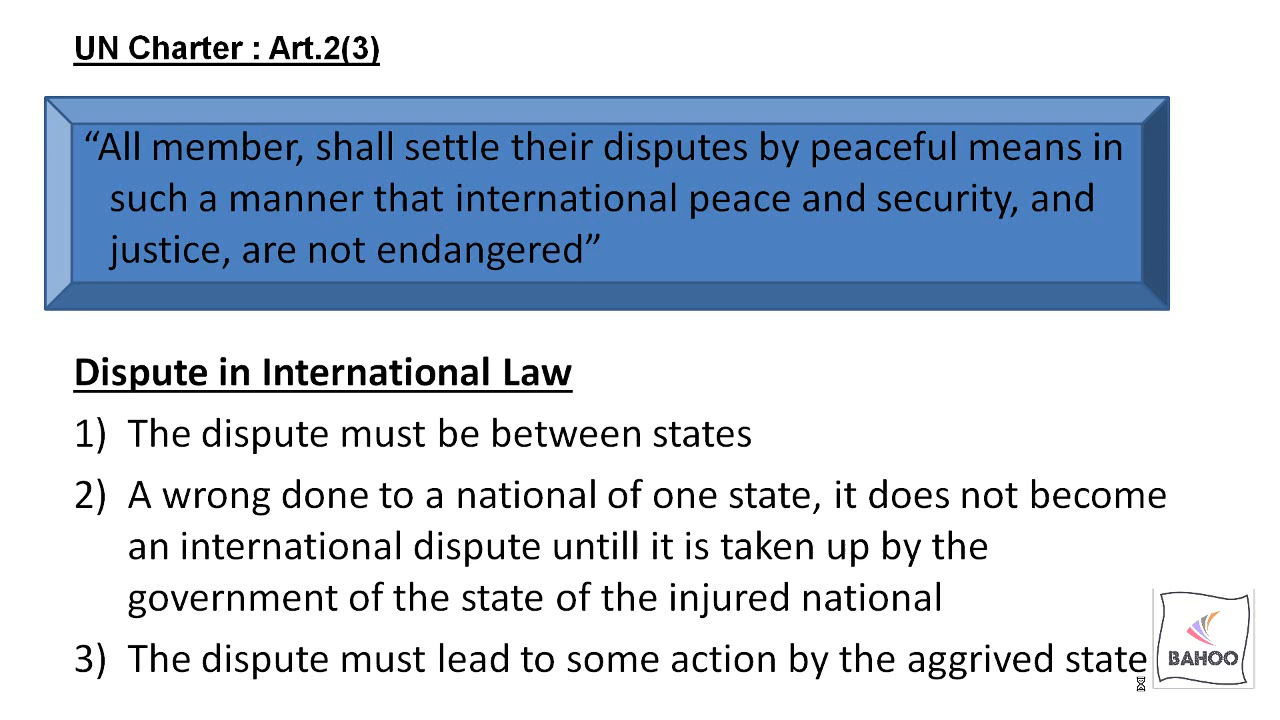 UN Charter : Art.2(3)
“All member, shall settle their disputes by peaceful means in
such a manner that international peace and security, and
justice, are not endangered”
Dispute in International Law
1) The dispute must be between states
2) A wrong done to a national of one state, it does not become
an international dispute untill it is taken up by the
government of the state of the injured national
3) The dispute must lead to some action by the aggrived state
BAHOO